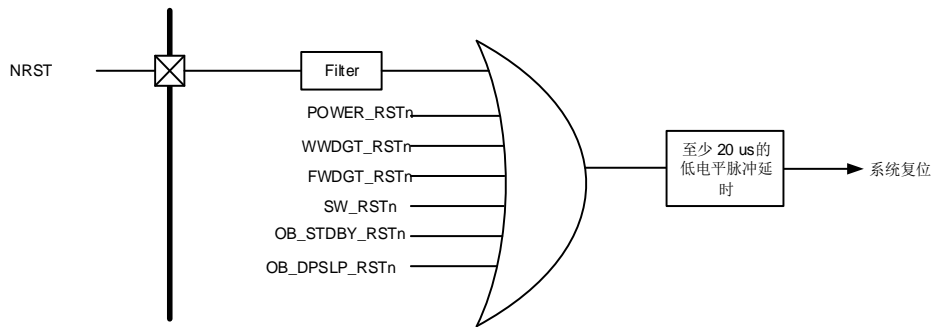 NRST
Filter
POWER_RSTn
WWDGT_RSTn
FWDGT_RSTn
SW_RSTn
OB_STDBY_RSTn
OB_DPSLP_RSTn
至少 20 us的
低电平脉冲延
时
系统复位